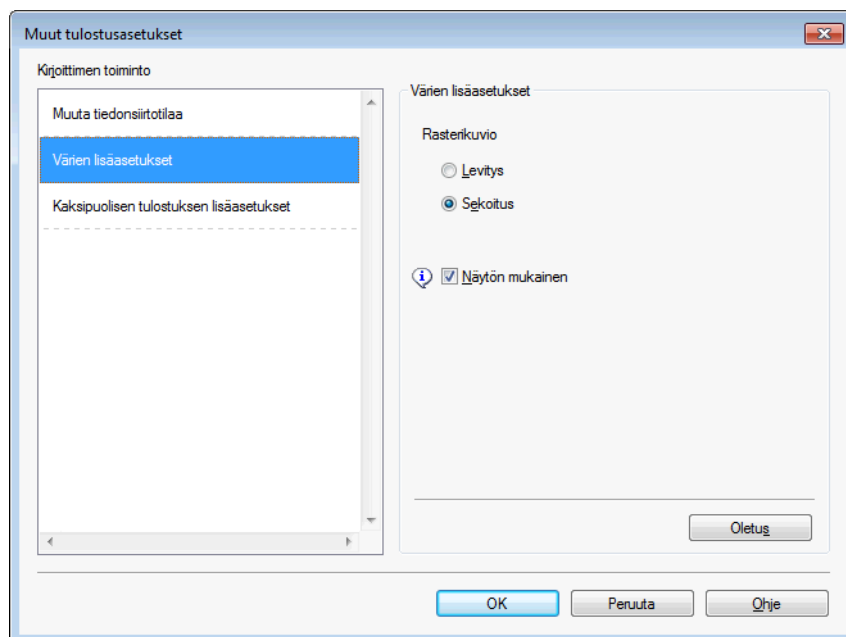 Muut tulostusasetukset
Kirjoittimen toiminto
Muuta tiedonsiirtotilaa
Värien lisäasetukset
Kaksipuolisen tulostuksen lisäasetukset
Värien lisäasetukset
Rasterikuvio
Levitys
Sekoitus
Näytön mukainen
Oletus
OK
Peruuta
Ohje